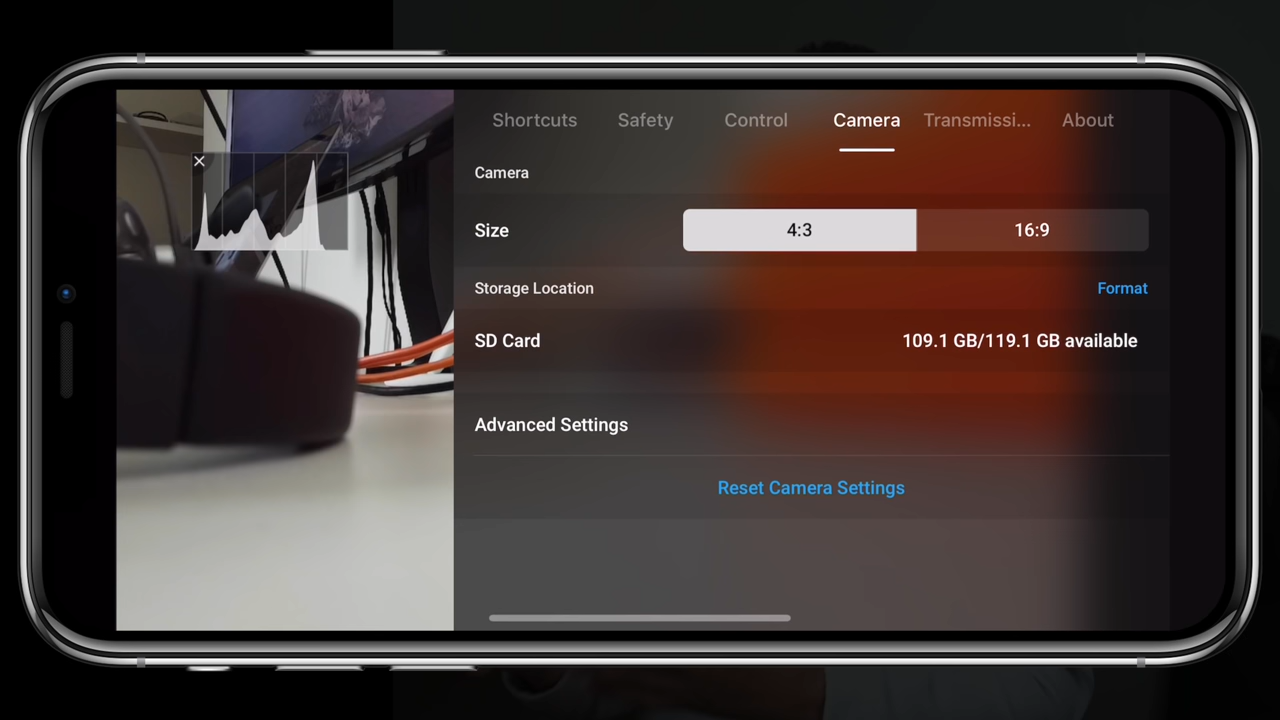 Shortcuts Safety Control Camera Transmissi... About
Camera
Size 4:3 16:9
Storage Location Format
SD Card 109.1 GB/119.1 GB available
Advanced Settings
Reset Camera Settings